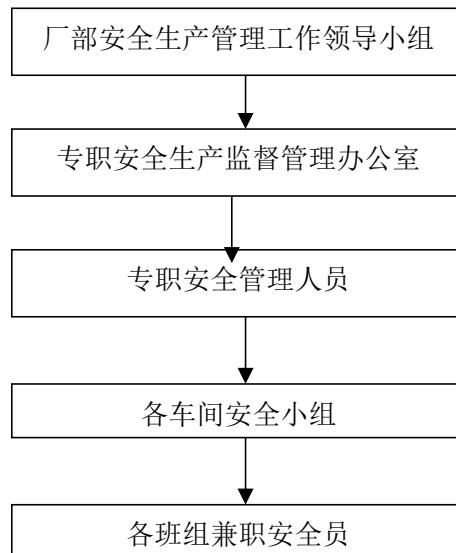 厂部安全生产管理工作领导小组
专职安全生产监督管理办公室
专职安全管理人员
各车间安全小组
各班组兼职安全员